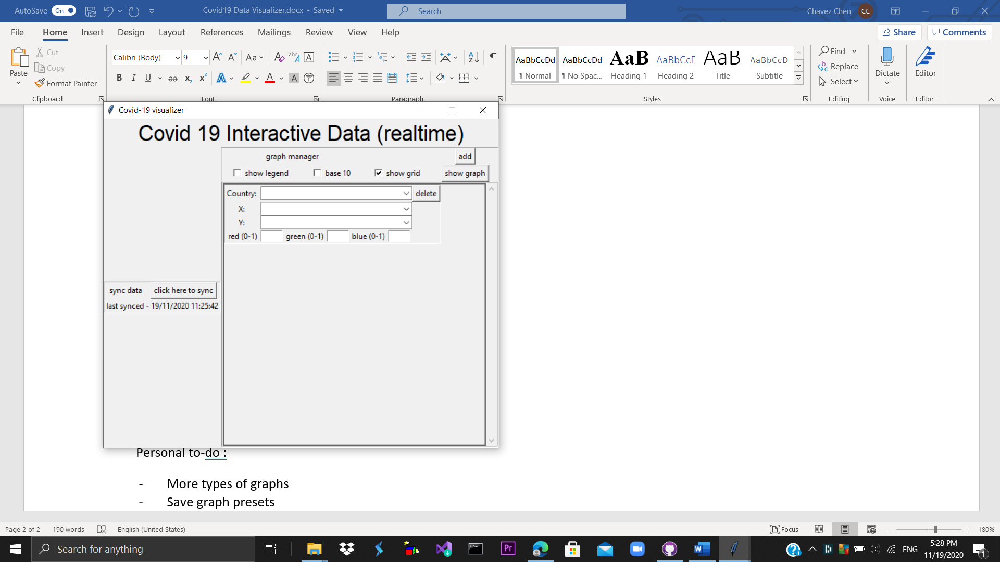 AutoSave On Covid19 Data Visualizer.docx - Saved Search Chavez Chen CC
File Home Insert Design Layout References Mailings Review View Help Share Comments
Paste Cut Copy Format Painter Clipboard
Calibri (Body) 9 Aa
B I U ab x2 x2 A A A 字
Font
Paragraph
AaBbCcDd AaBbCcDd AaB AaBbCcD AaB AaBbCcD
¶ Normal ¶ No Spac... Heading 1 Heading 2 Title Subtitle
Styles
Find
Replace
Select
Editing
Dictate
Voice
Editor
Editor
Covid-19 visualizer
Covid 19 Interactive Data (realtime)
graph manager add
show legend base 10 show grid show graph
Country: delete
X:
Y:
red (0-1) green (0-1) blue (0-1)
sync data click here to sync
last synced - 19/11/2020 11:25:42
Personal to-do :
- More types of graphs
- Save graph presets
Page 2 of 2 190 words English (United States) Focus 180%
Search for anything Pr ENG 5:28 PM
11/19/2020 1